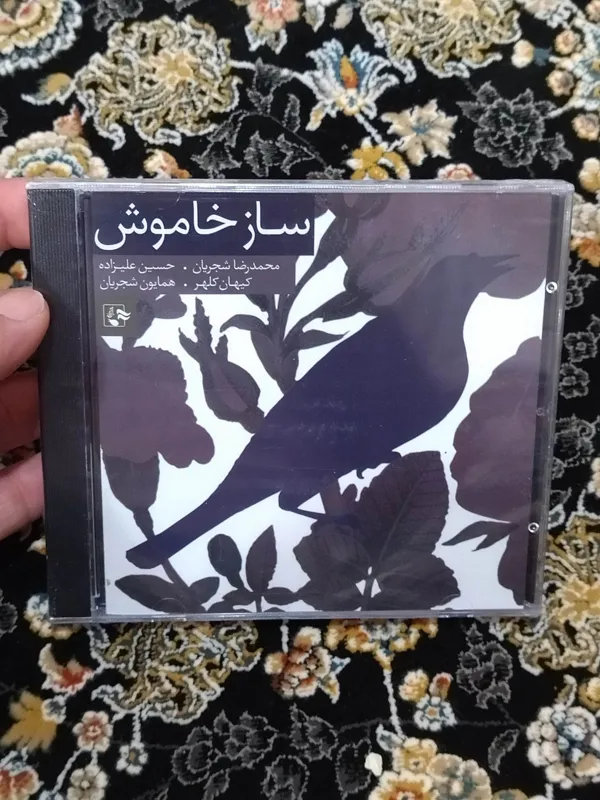 ساز خاموش
محمدرضا شجریان . حسین علیزاده
کیهان کلهر . همایون شجریان